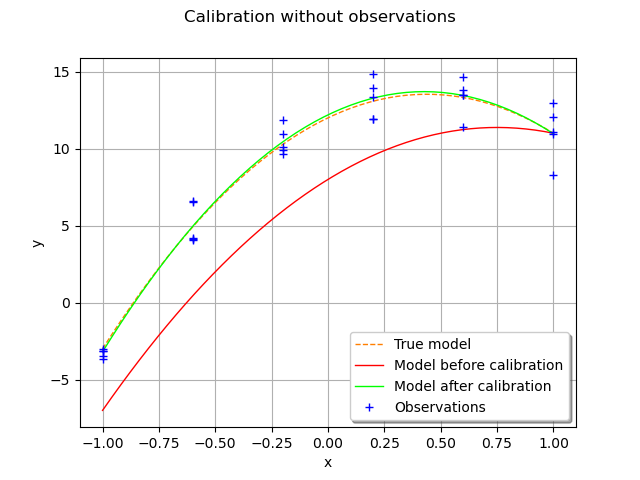 Calibration without observations
15
10
5
0
−5
y
True model
Model before calibration
Model after calibration
Observations
−1.00 −0.75 −0.50 −0.25 0.00 0.25 0.50 0.75 1.00
x